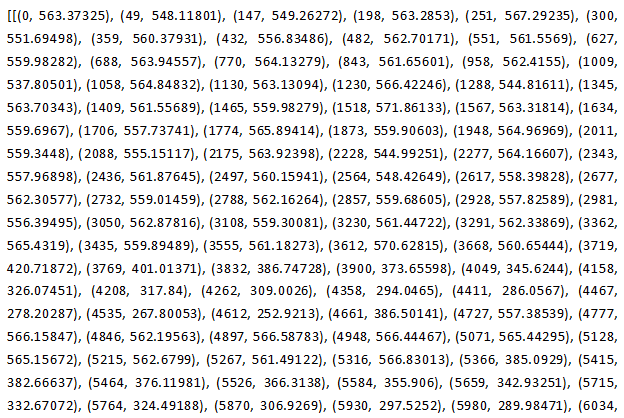 [[(0, 563.37325), (49, 548.11801), (147, 549.26272), (198, 563.2853), (251, 567.29235), (300,
551.69498), (359, 560.37931), (432, 556.83486), (482, 562.70171), (551, 561.5569), (627,
559.98282), (688, 563.94557), (770, 564.13279), (843, 561.65601), (958, 562.4155), (1009,
537.80501), (1058, 564.84832), (1130, 563.13094), (1230, 566.42246), (1288, 544.81611), (1345,
563.70343), (1409, 561.55689), (1465, 559.98279), (1518, 571.86133), (1567, 563.31814), (1634,
559.6967), (1706, 557.73741), (1774, 565.89414), (1873, 559.90603), (1948, 564.96969), (2011,
559.3448), (2088, 555.15117), (2175, 563.92398), (2228, 544.99251), (2277, 564.16607), (2343,
557.96898), (2436, 561.87645), (2497, 560.15941), (2564, 548.42649), (2617, 558.39828), (2677,
562.30577), (2732, 559.01459), (2788, 562.16264), (2857, 559.68605), (2928, 557.82589), (2981,
556.39495), (3050, 562.87816), (3108, 559.30081), (3230, 561.44722), (3291, 562.33869), (3362,
565.4319), (3435, 559.89489), (3555, 561.18273), (3612, 570.62815), (3668, 560.65444), (3719,
420.71872), (3769, 401.01371), (3832, 386.74728), (3900, 373.65598), (4049, 345.6244), (4158,
326.07451), (4208, 317.84), (4262, 309.0026), (4358, 294.0465), (4411, 286.0567), (4467,
278.20287), (4535, 267.80053), (4612, 252.9213), (4661, 386.50141), (4727, 557.38539), (4777,
566.15847), (4846, 562.19563), (4897, 566.58783), (4948, 566.44467), (5071, 565.44295), (5128,
565.15672), (5215, 562.6799), (5267, 561.49122), (5316, 566.83013), (5366, 385.0929), (5415,
382.66637), (5464, 376.11981), (5526, 366.3138), (5584, 355.906), (5659, 342.93251), (5715,
332.67072), (5764, 324.49188), (5870, 306.9269), (5930, 297.5252), (5980, 289.98471), (6034,